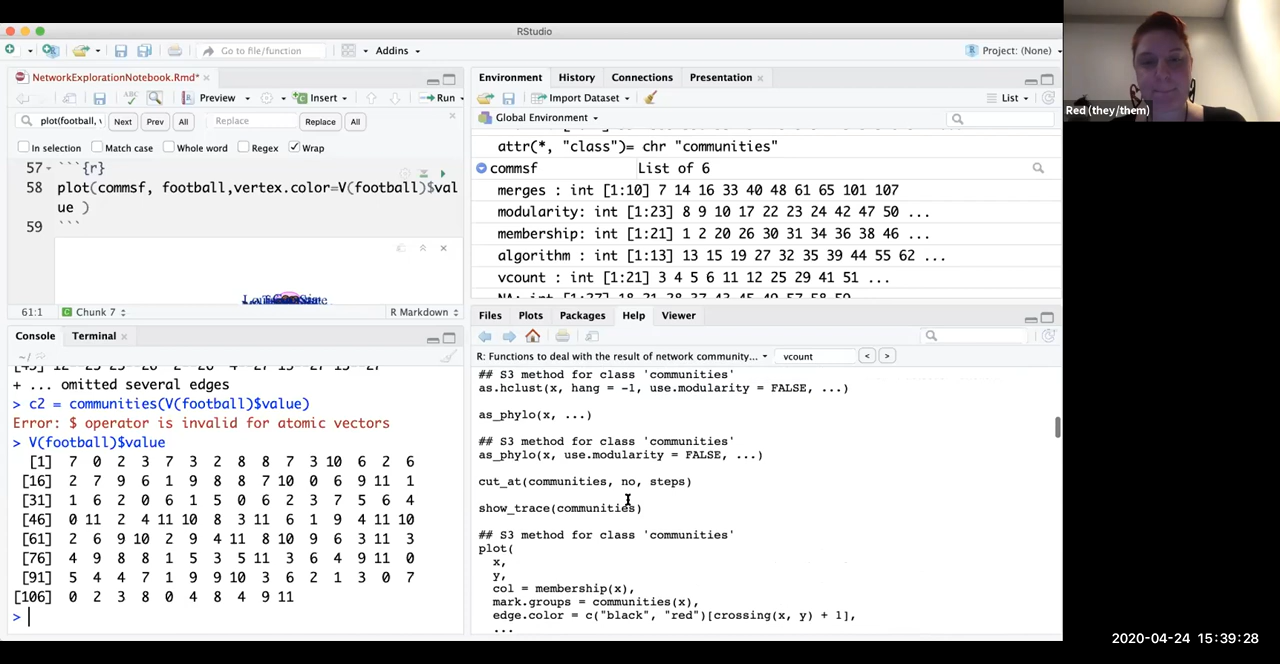 RStudio
Go to file/function
Addins
Project: (None)
NetworkExplorationNotebook.Rmd*
Preview
Insert
Run
plot(football, v
Next
Prev
All
Replace
Replace
All
In selection
Match case
Whole word
Regex
Wrap
57 ```{r}
58 plot(commsf, football,vertex.color=V(football)$val
ue )
59 ```
61:1
Chunk 7
R Markdown
Console
Terminal
~/
+ ... omitted several edges
> c2 = communities(V(football)$value)
Error: $ operator is invalid for atomic vectors
> V(football)$value
[1] 7 0 2 3 7 3 2 8 8 7 3 10 6 2 6
[16] 2 7 9 6 1 9 8 8 7 10 0 6 9 11 1
[31] 1 6 2 0 6 1 5 0 6 2 3 7 5 6 4
[46] 0 11 2 4 11 10 8 3 11 6 1 9 4 11 10
[61] 2 6 9 10 2 9 4 11 8 10 9 6 3 11 3
[76] 4 9 8 8 1 5 3 5 11 3 6 4 9 11 0
[91] 5 4 4 7 1 9 9 10 3 6 2 1 3 0 7
[106] 0 2 3 8 0 4 8 4 9 11
>
Environment
History
Connections
Presentation
Import Dataset
List
Global Environment
attr(*, "class")= chr "communities"
commsf List of 6
merges : int [1:10] 7 14 16 33 40 48 61 65 101 107
modularity: int [1:23] 8 9 10 17 22 23 24 42 47 50 ...
membership: int [1:21] 1 2 20 26 30 31 34 36 38 46 ...
algorithm : int [1:13] 13 15 19 27 32 35 39 44 55 62 ...
vcount : int [1:21] 3 4 5 6 11 12 25 29 41 51 ...
Files
Plots
Packages
Help
Viewer
R: Functions to deal with the result of network community...
vcount
## S3 method for class 'communities'
as.hclust(x, hang = -1, use.modularity = FALSE, ...)
as_phylo(x, ...)
## S3 method for class 'communities'
as_phylo(x, use.modularity = FALSE, ...)
cut_at(communities, no, steps)
show_trace(communities)
## S3 method for class 'communities'
plot(
x,
y,
col = membership(x),
mark.groups = communities(x),
edge.color = c("black", "red")[crossing(x, y) + 1],
...
Red (they/them)
2020-04-24 15:39:28